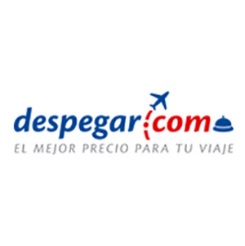 despegar.com
EL MEJOR PRECIO PARA TU VIAJE